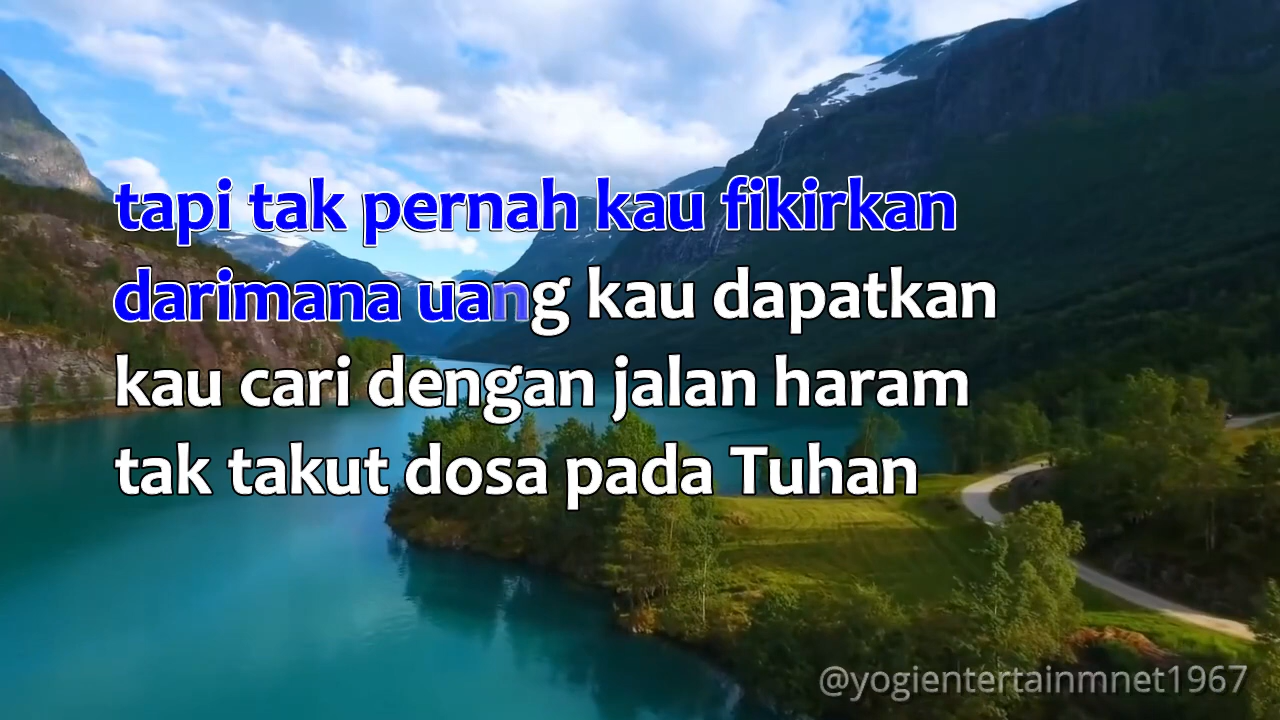 tapi tak pernah kau fikirkan
darimana uang kau dapatkan
kau cari dengan jalan haram
tak takut dosa pada Tuhan
@yogientertainmnet1967